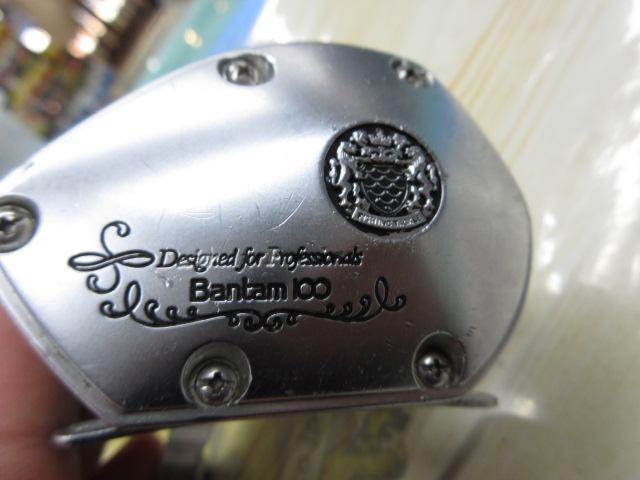 Designed for Professionals
Bantam 100